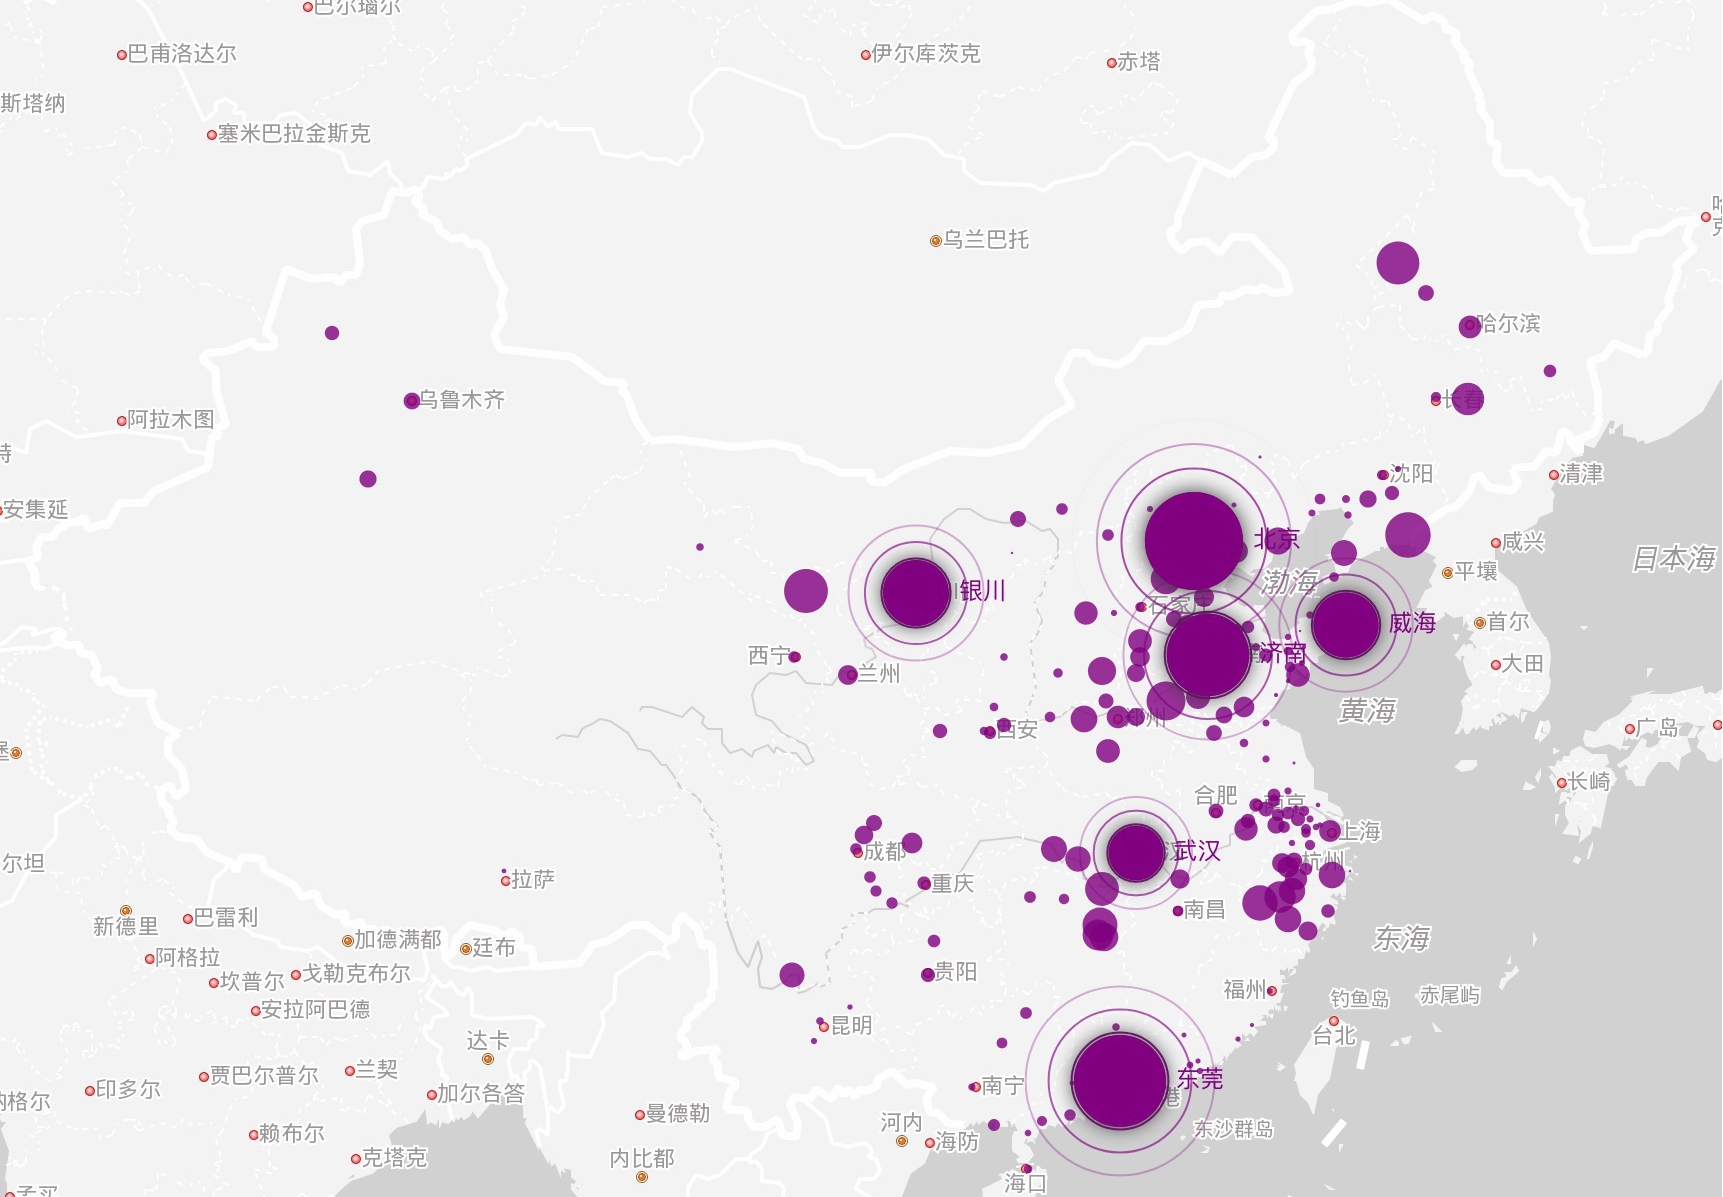 巴尔瑙尔
巴甫洛达尔
伊尔库茨克
赤塔
斯塔纳
塞米巴拉金斯克
乌兰巴托
哈尔滨
乌鲁木齐
长春
阿拉木图
特
沈阳
清津
安集延
北京
咸兴
日本海
渤海
平壤
银川
石家庄
威海
首尔
济南
西宁
大田
兰州
黄海
郑州
西安
广岛
堡
长崎
合肥
南京
上海
武汉
成都
杭州
尔坦
拉萨
重庆
新德里
巴雷利
南昌
加德满都
廷布
东海
阿格拉
坎普尔
戈勒克布尔
贵阳
福州
钓鱼岛
赤尾屿
安拉阿巴德
昆明
台北
达卡
贾巴尔普尔
兰契
东莞
港
印多尔
加尔各答
南宁
纳格尔
曼德勒
河内
东沙群岛
赖布尔
海防
克塔克
内比都
海口
孟买